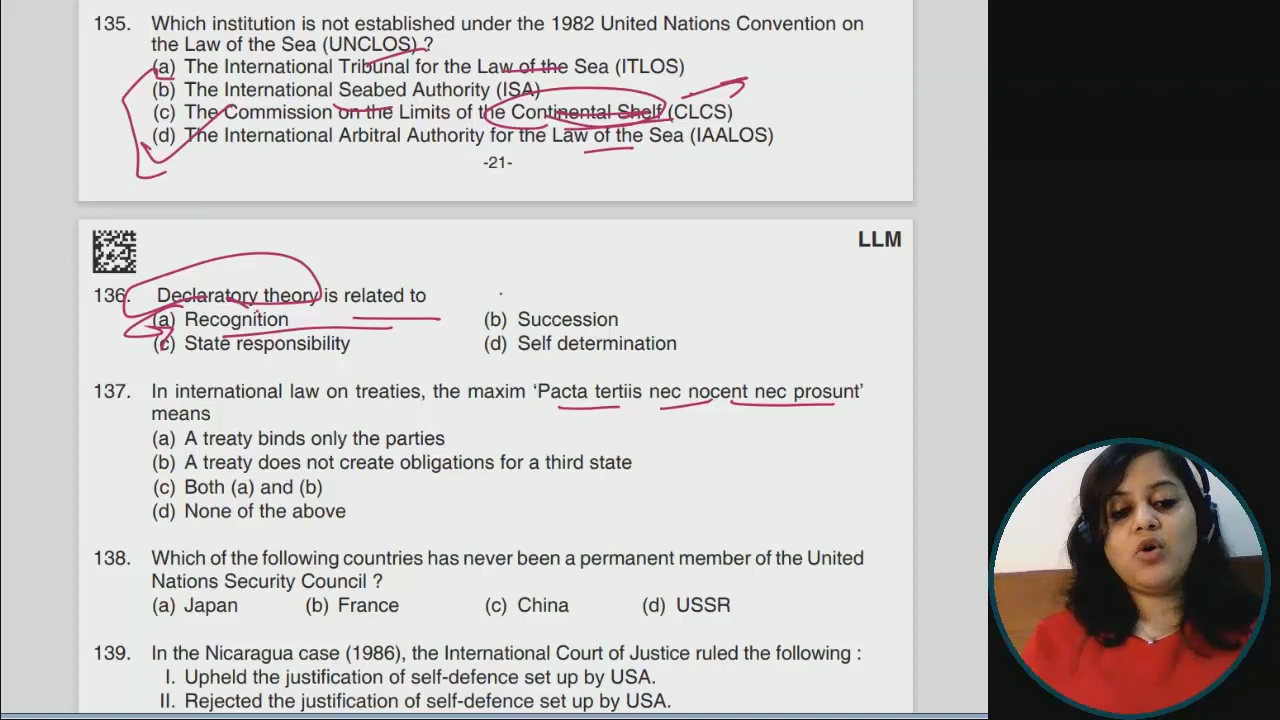 135. Which institution is not established under the 1982 United Nations Convention on
the Law of the Sea (UNCLOS) ?
(a) The International Tribunal for the Law of the Sea (ITLOS)
(b) The International Seabed Authority (ISA)
(c) The Commission on the Limits of the Continental Shelf (CLCS)
(d) The International Arbitral Authority for the Law of the Sea (IAALOS)
-21-
LLM
136. Declaratory theory is related to
(a) Recognition (b) Succession
(c) State responsibility (d) Self determination
137. In international law on treaties, the maxim ‘Pacta tertiis nec nocent nec prosunt’
means
(a) A treaty binds only the parties
(b) A treaty does not create obligations for a third state
(c) Both (a) and (b)
(d) None of the above
138. Which of the following countries has never been a permanent member of the United
Nations Security Council ?
(a) Japan (b) France (c) China (d) USSR
139. In the Nicaragua case (1986), the International Court of Justice ruled the following :
I. Upheld the justification of self-defence set up by USA.
II. Rejected the justification of self-defence set up by USA.